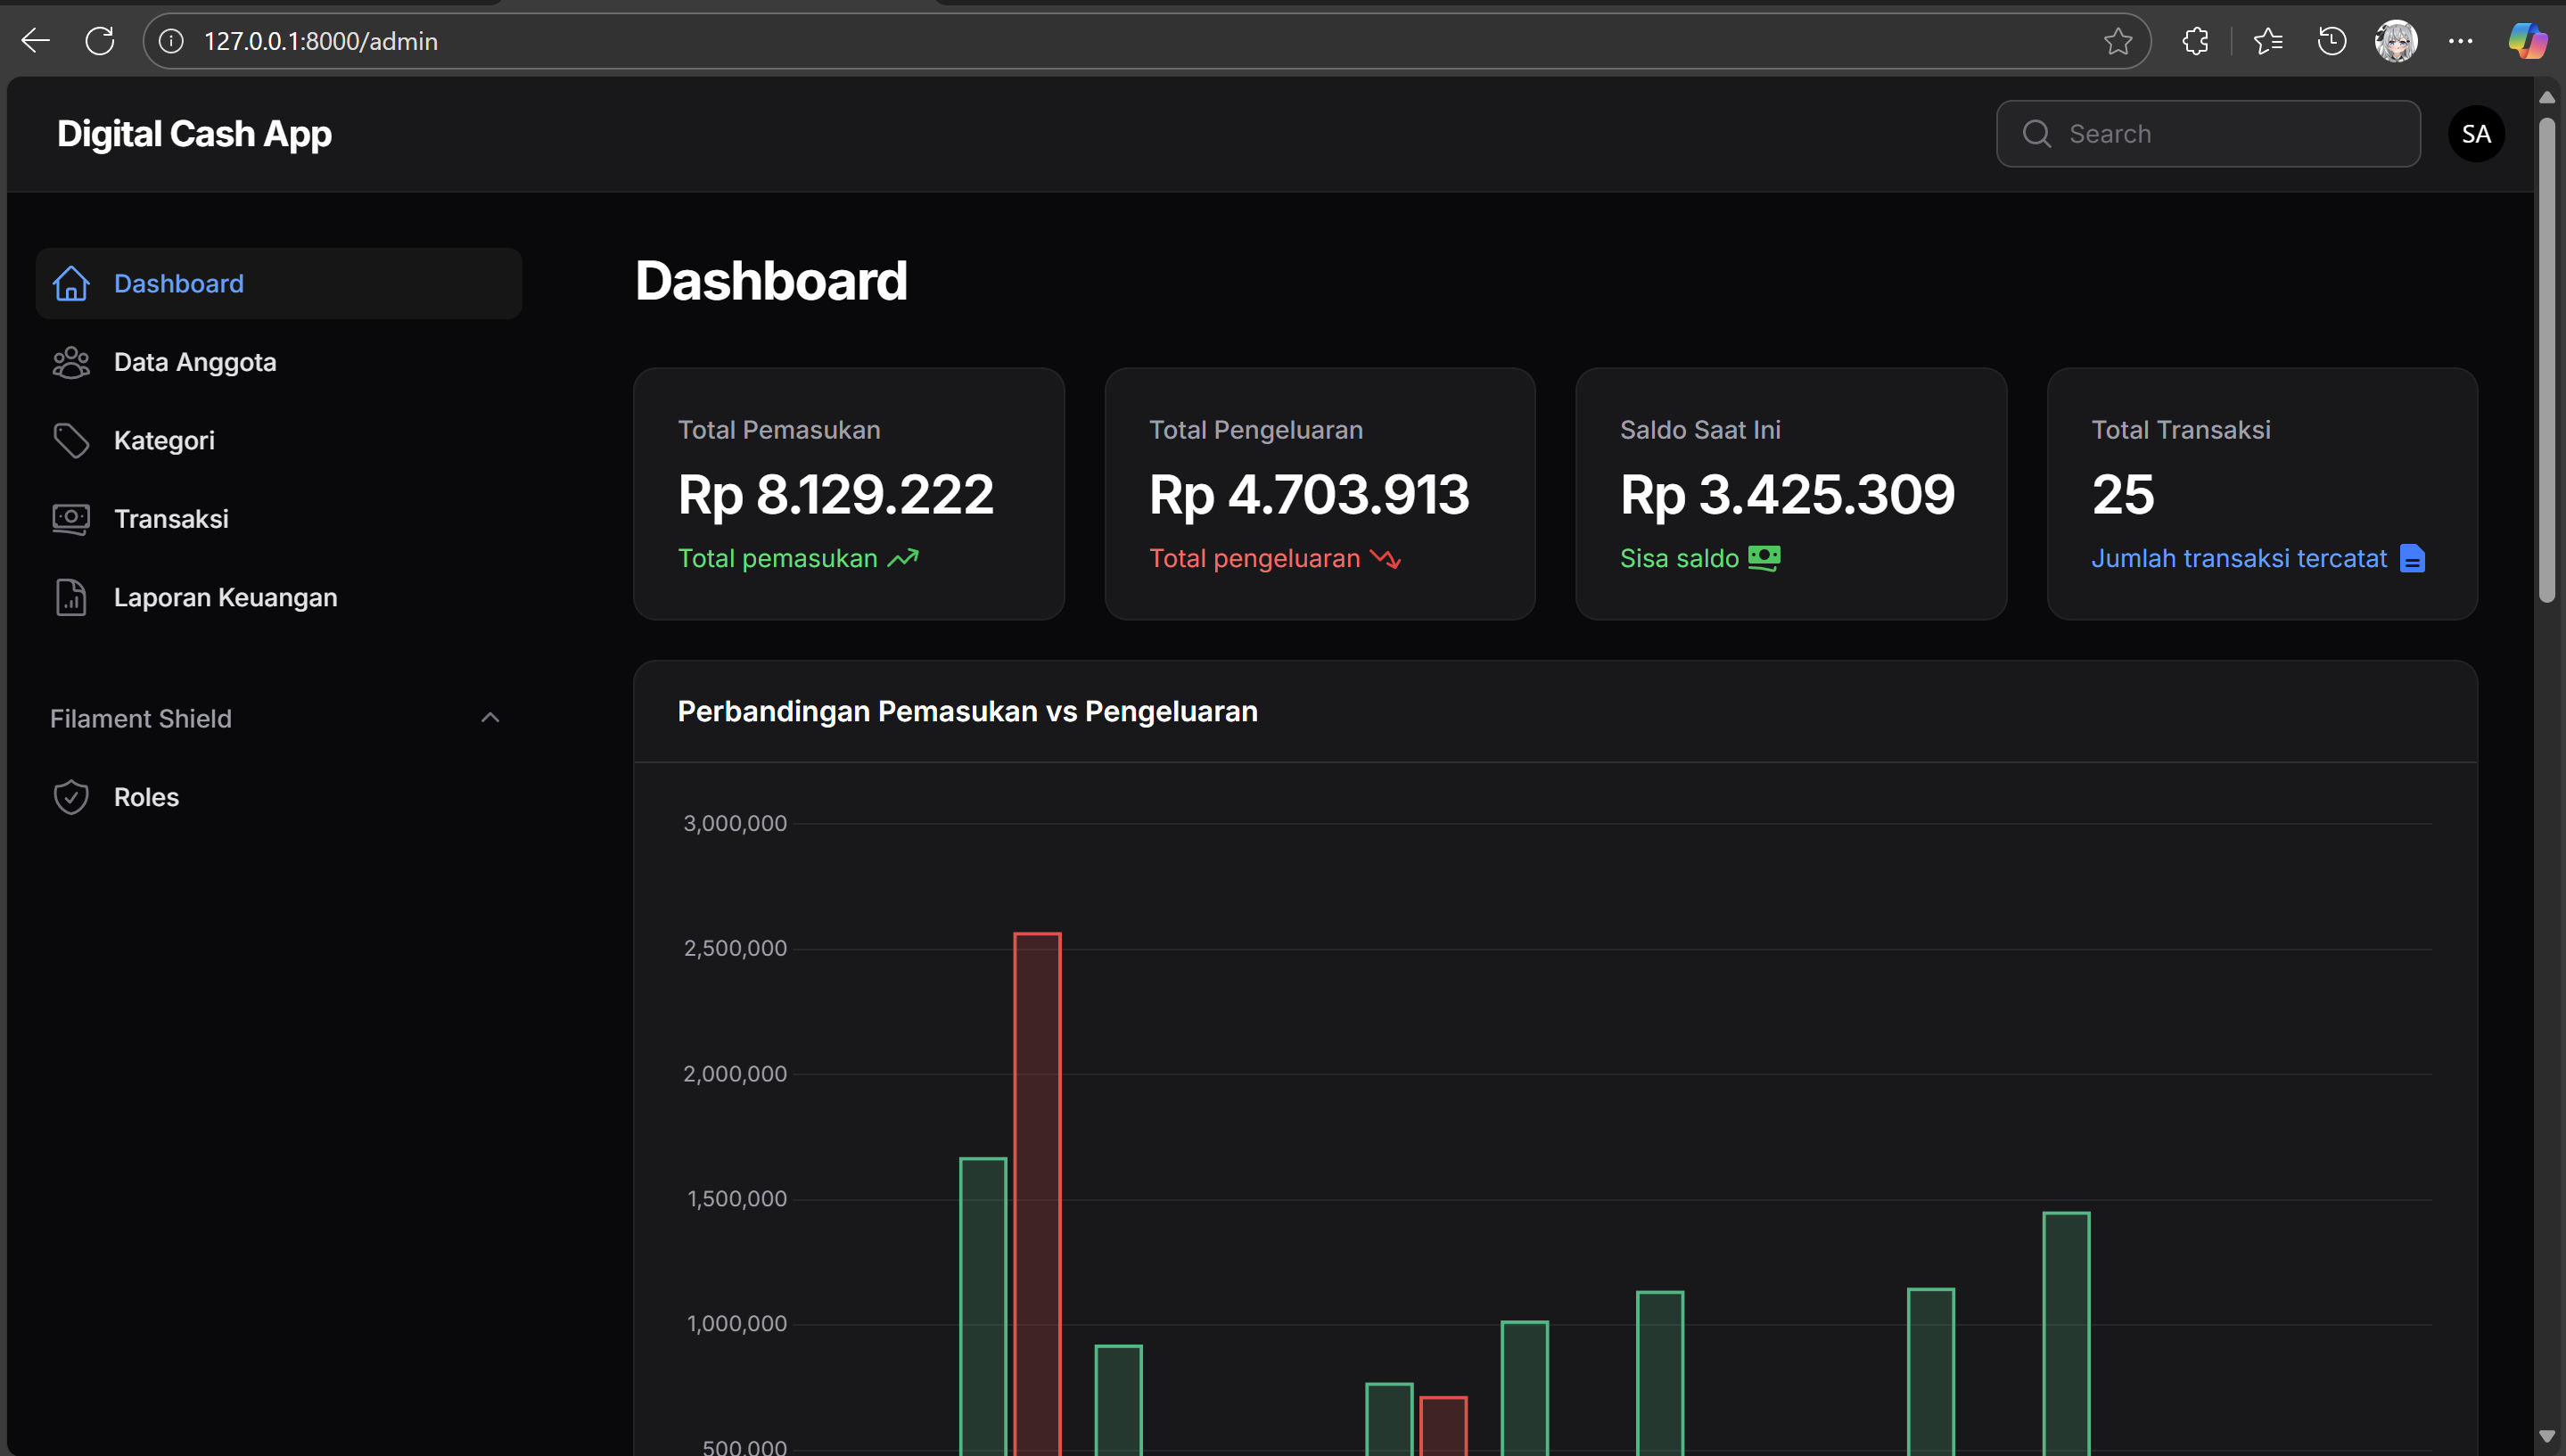 127.0.0.1:8000/admin
Digital Cash App
Search
SA
Dashboard
Data Anggota
Kategori
Transaksi
Laporan Keuangan
Filament Shield
Roles
Dashboard
Total Pemasukan
Rp 8.129.222
Total pemasukan
Total Pengeluaran
Rp 4.703.913
Total pengeluaran
Saldo Saat Ini
Rp 3.425.309
Sisa saldo
Total Transaksi
25
Jumlah transaksi tercatat
Perbandingan Pemasukan vs Pengeluaran
3,000,000
2,500,000
2,000,000
1,500,000
1,000,000
500,000